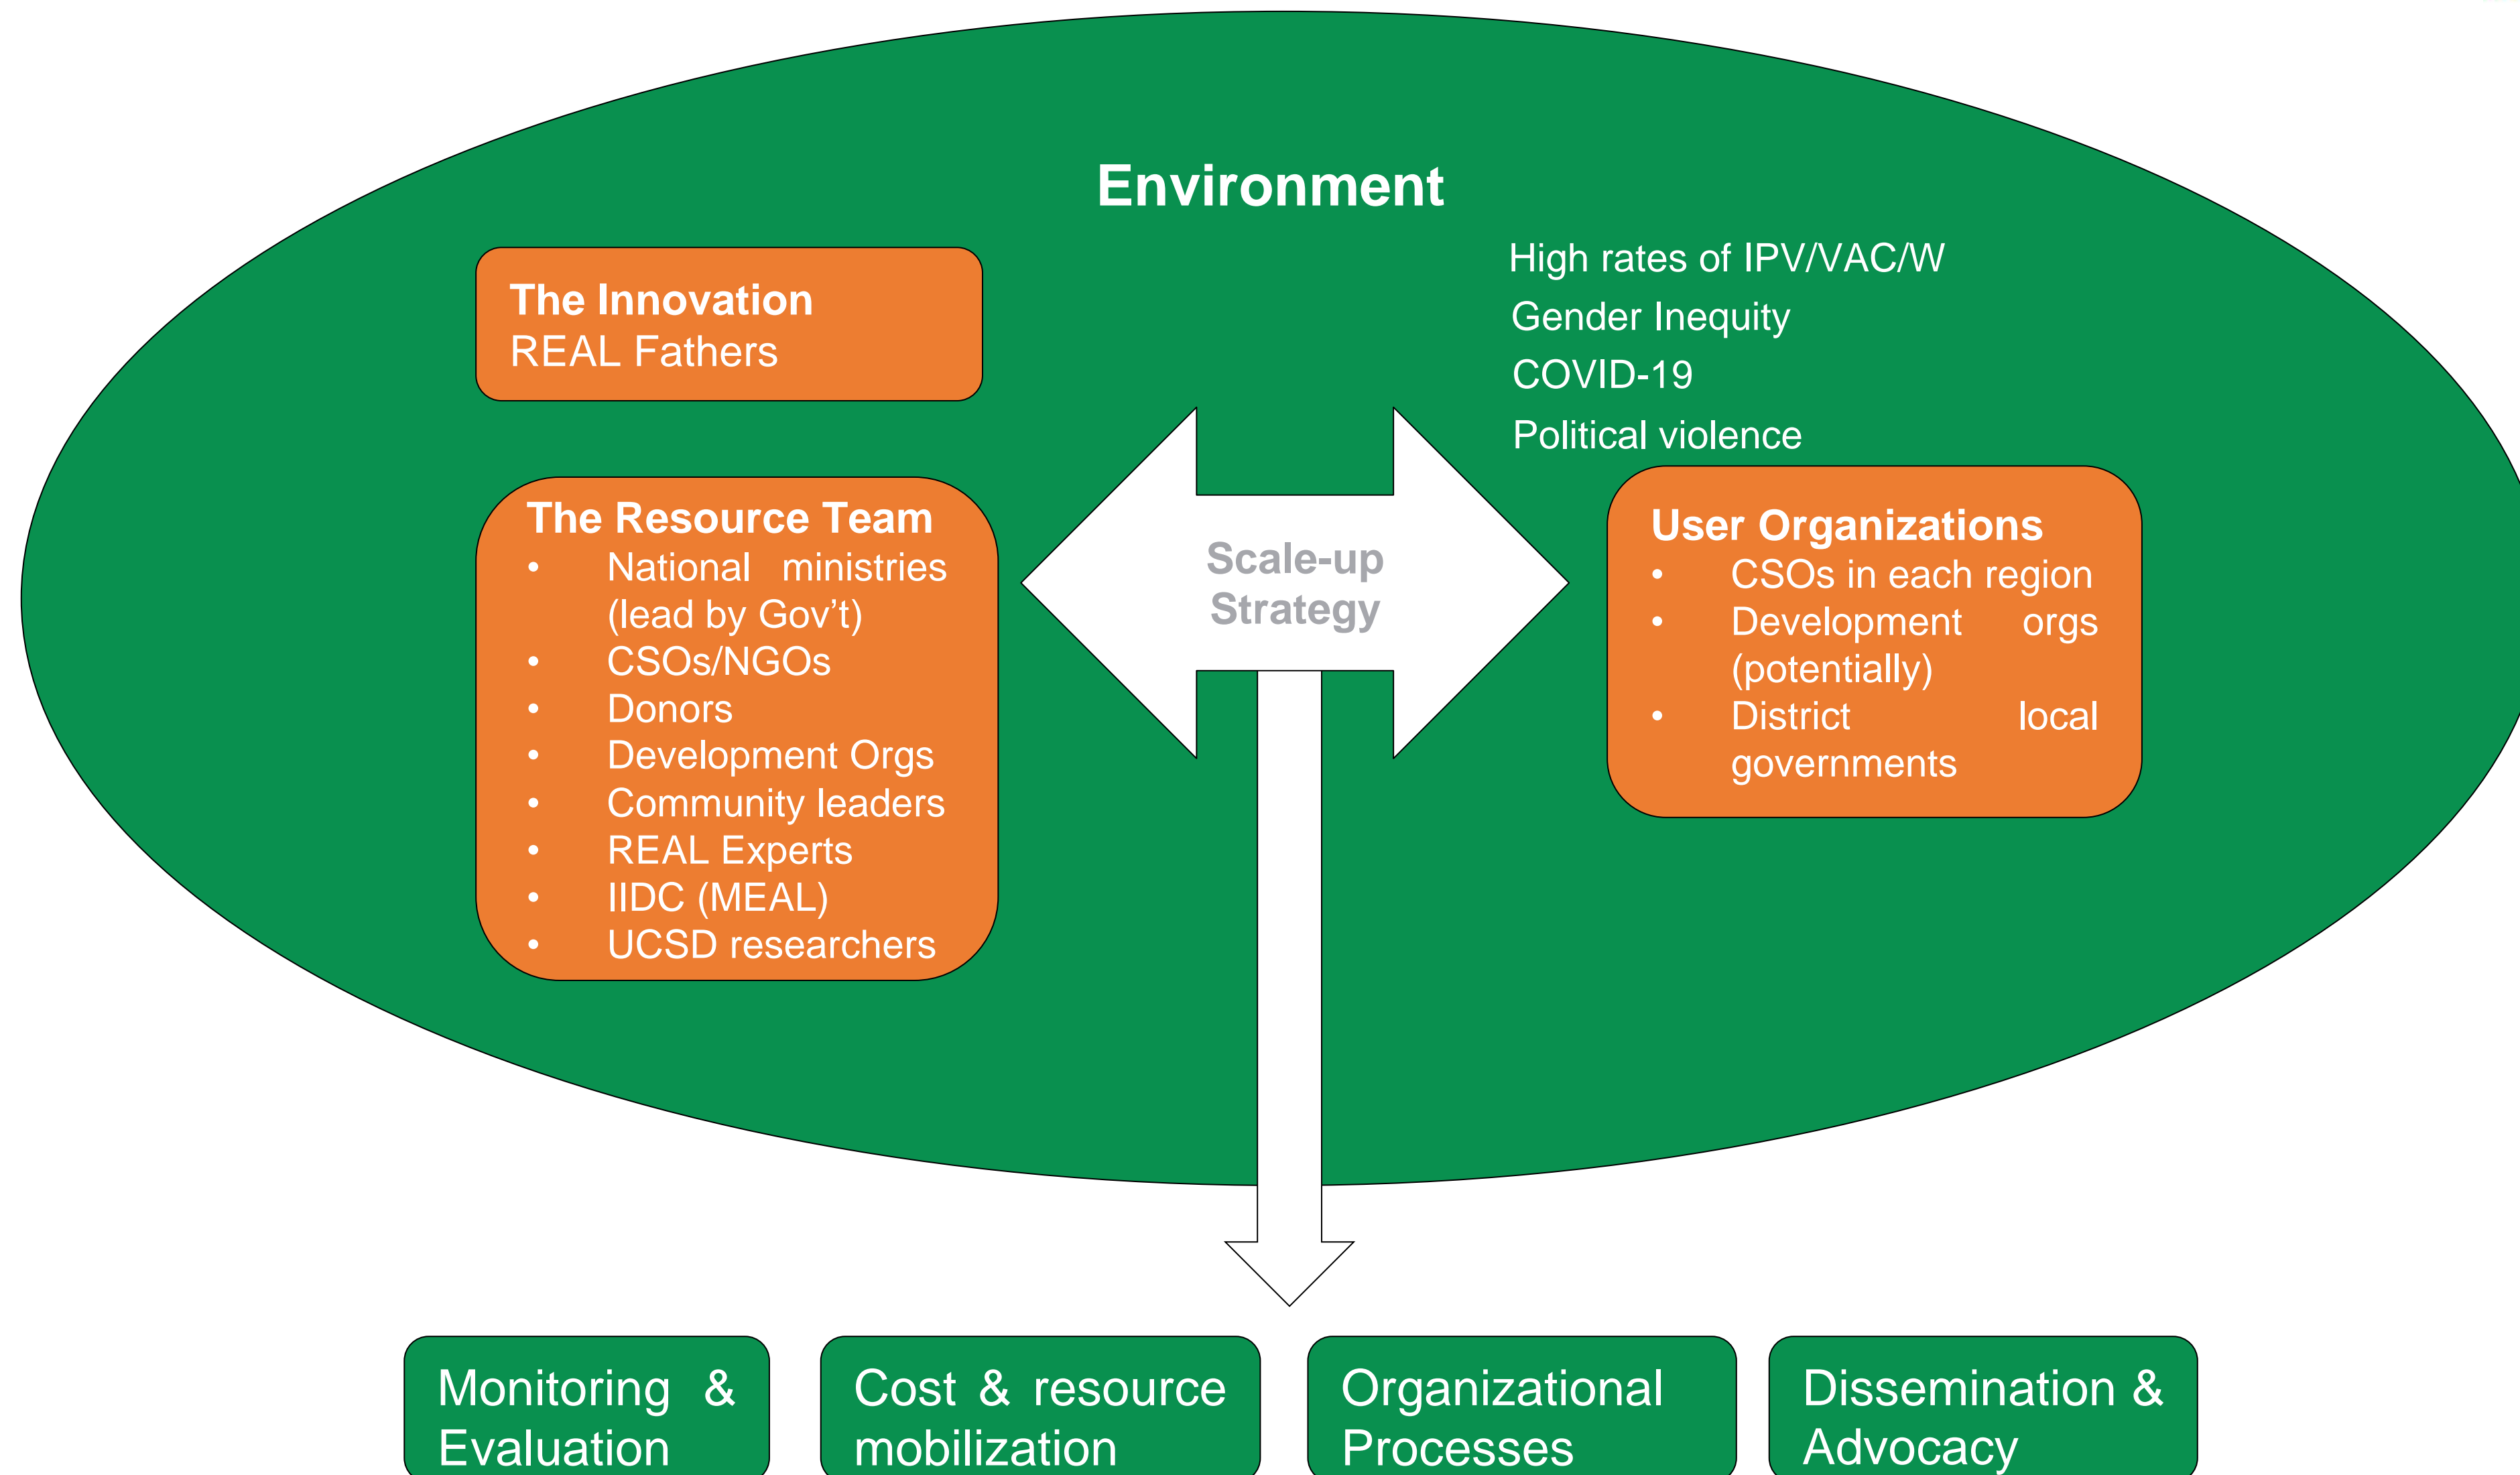 Environment
The Innovation
REAL Fathers
High rates of IPV/VAC/W
Gender Inequity
COVID-19
Political violence
The Resource Team
• National ministries
(lead by Gov’t)
• CSOs/NGOs
• Donors
• Development Orgs
• Community leaders
• REAL Experts
• IIDC (MEAL)
• UCSD researchers
Scale-up
Strategy
User Organizations
• CSOs in each region
• Development orgs
(potentially)
• District local
governments
Monitoring &
Evaluation
Cost & resource
mobilization
Organizational
Processes
Dissemination &
Advocacy